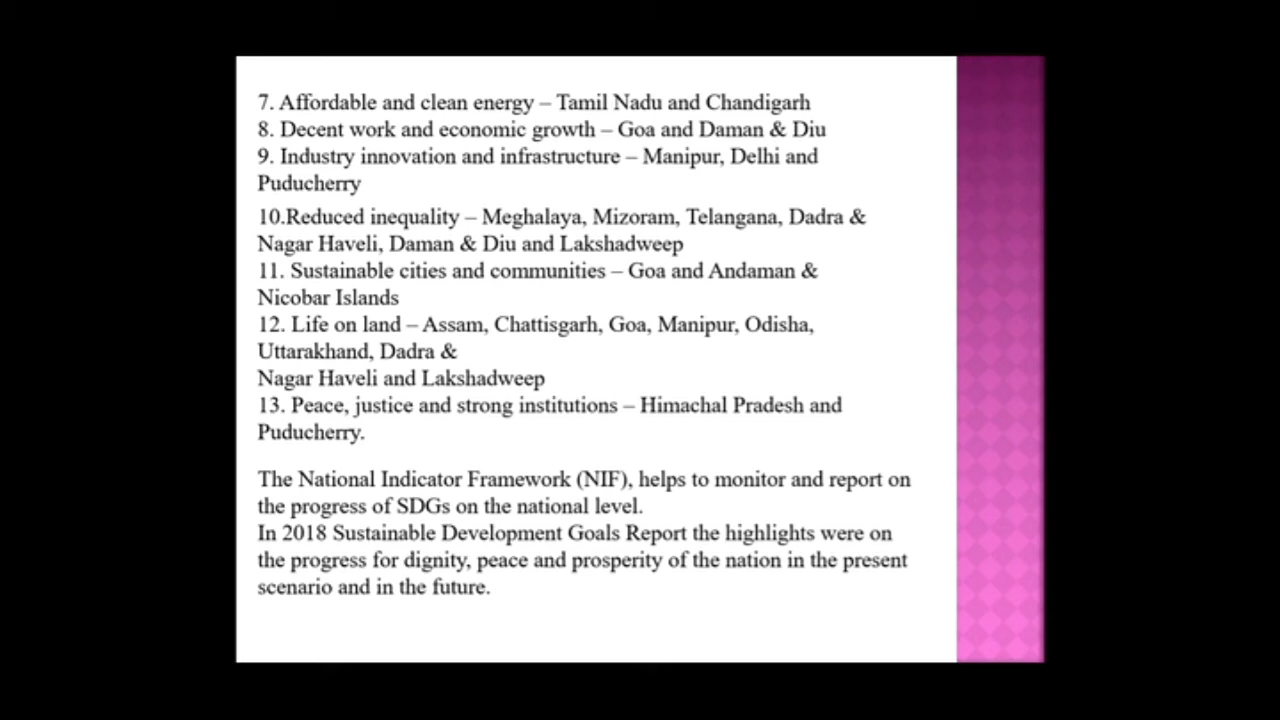 7. Affordable and clean energy – Tamil Nadu and Chandigarh
8. Decent work and economic growth – Goa and Daman & Diu
9. Industry innovation and infrastructure – Manipur, Delhi and
Puducherry
10.Reduced inequality – Meghalaya, Mizoram, Telangana, Dadra &
Nagar Haveli, Daman & Diu and Lakshadweep
11. Sustainable cities and communities – Goa and Andaman &
Nicobar Islands
12. Life on land – Assam, Chattisgarh, Goa, Manipur, Odisha,
Uttarakhand, Dadra &
Nagar Haveli and Lakshadweep
13. Peace, justice and strong institutions – Himachal Pradesh and
Puducherry.
The National Indicator Framework (NIF), helps to monitor and report on
the progress of SDGs on the national level.
In 2018 Sustainable Development Goals Report the highlights were on
the progress for dignity, peace and prosperity of the nation in the present
scenario and in the future.